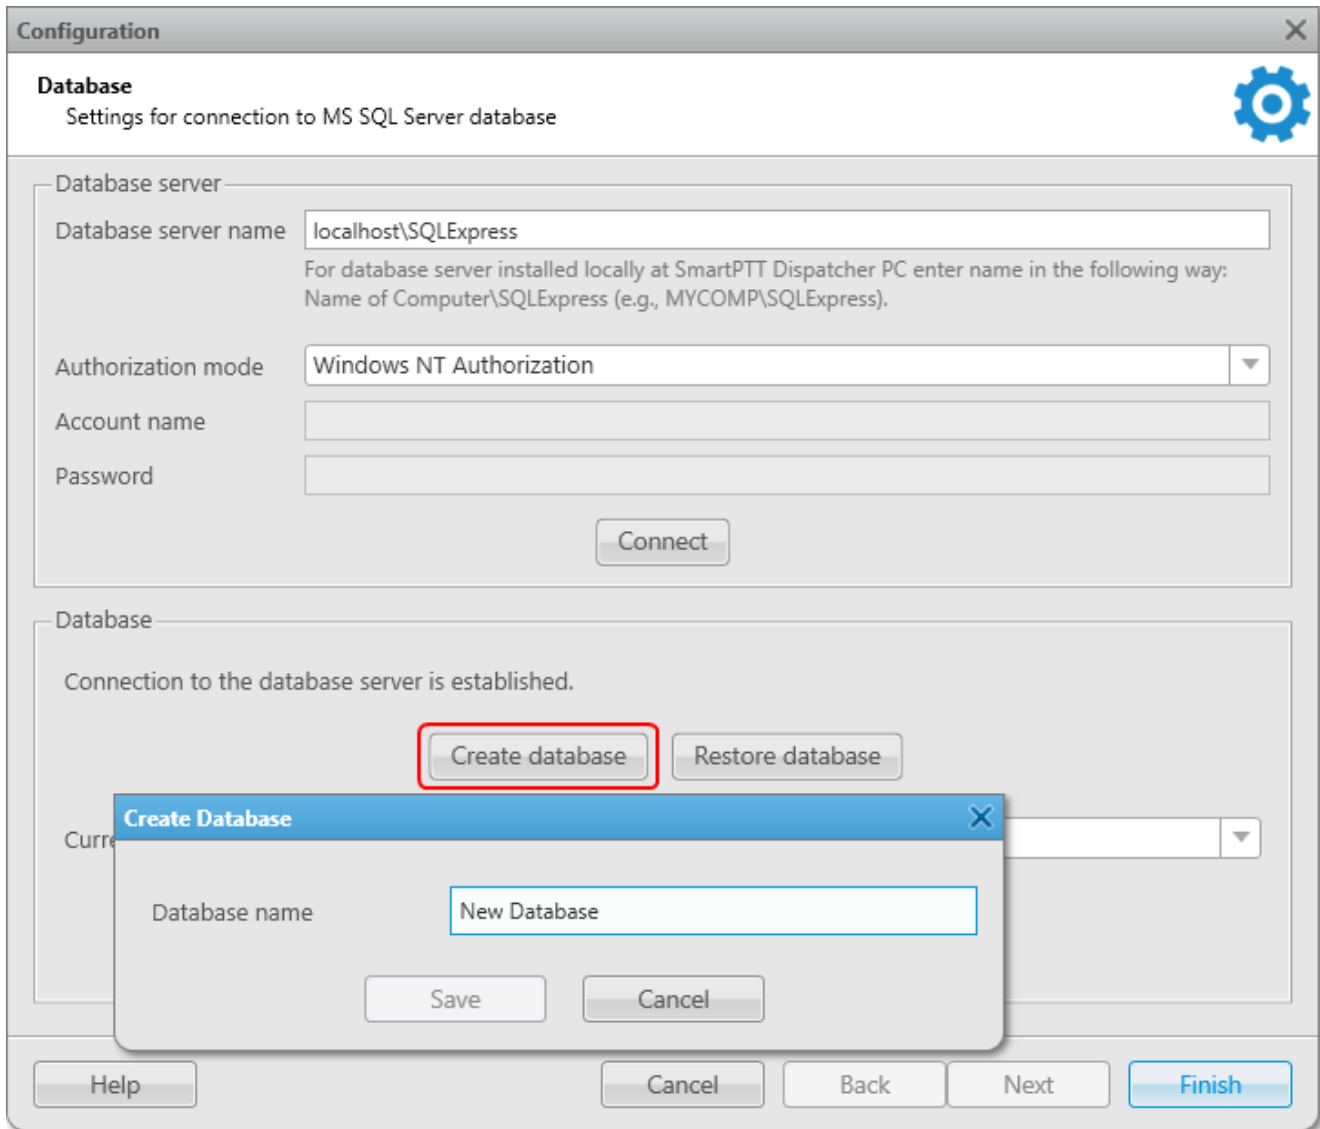 Configuration
Database
Settings for connection to MS SQL Server database
Database server
Database server name
localhost\SQLExpress
For database server installed locally at SmartPTT Dispatcher PC enter name in the following way:
Name of Computer\SQLExpress (e.g., MYCOMP\SQLExpress).
Authorization mode
Windows NT Authorization
Account name
Password
Connect
Database
Connection to the database server is established.
Create database
Restore database
Create Database
Curre
Database name
New Database
Save
Cancel
Help
Cancel
Back
Next
Finish